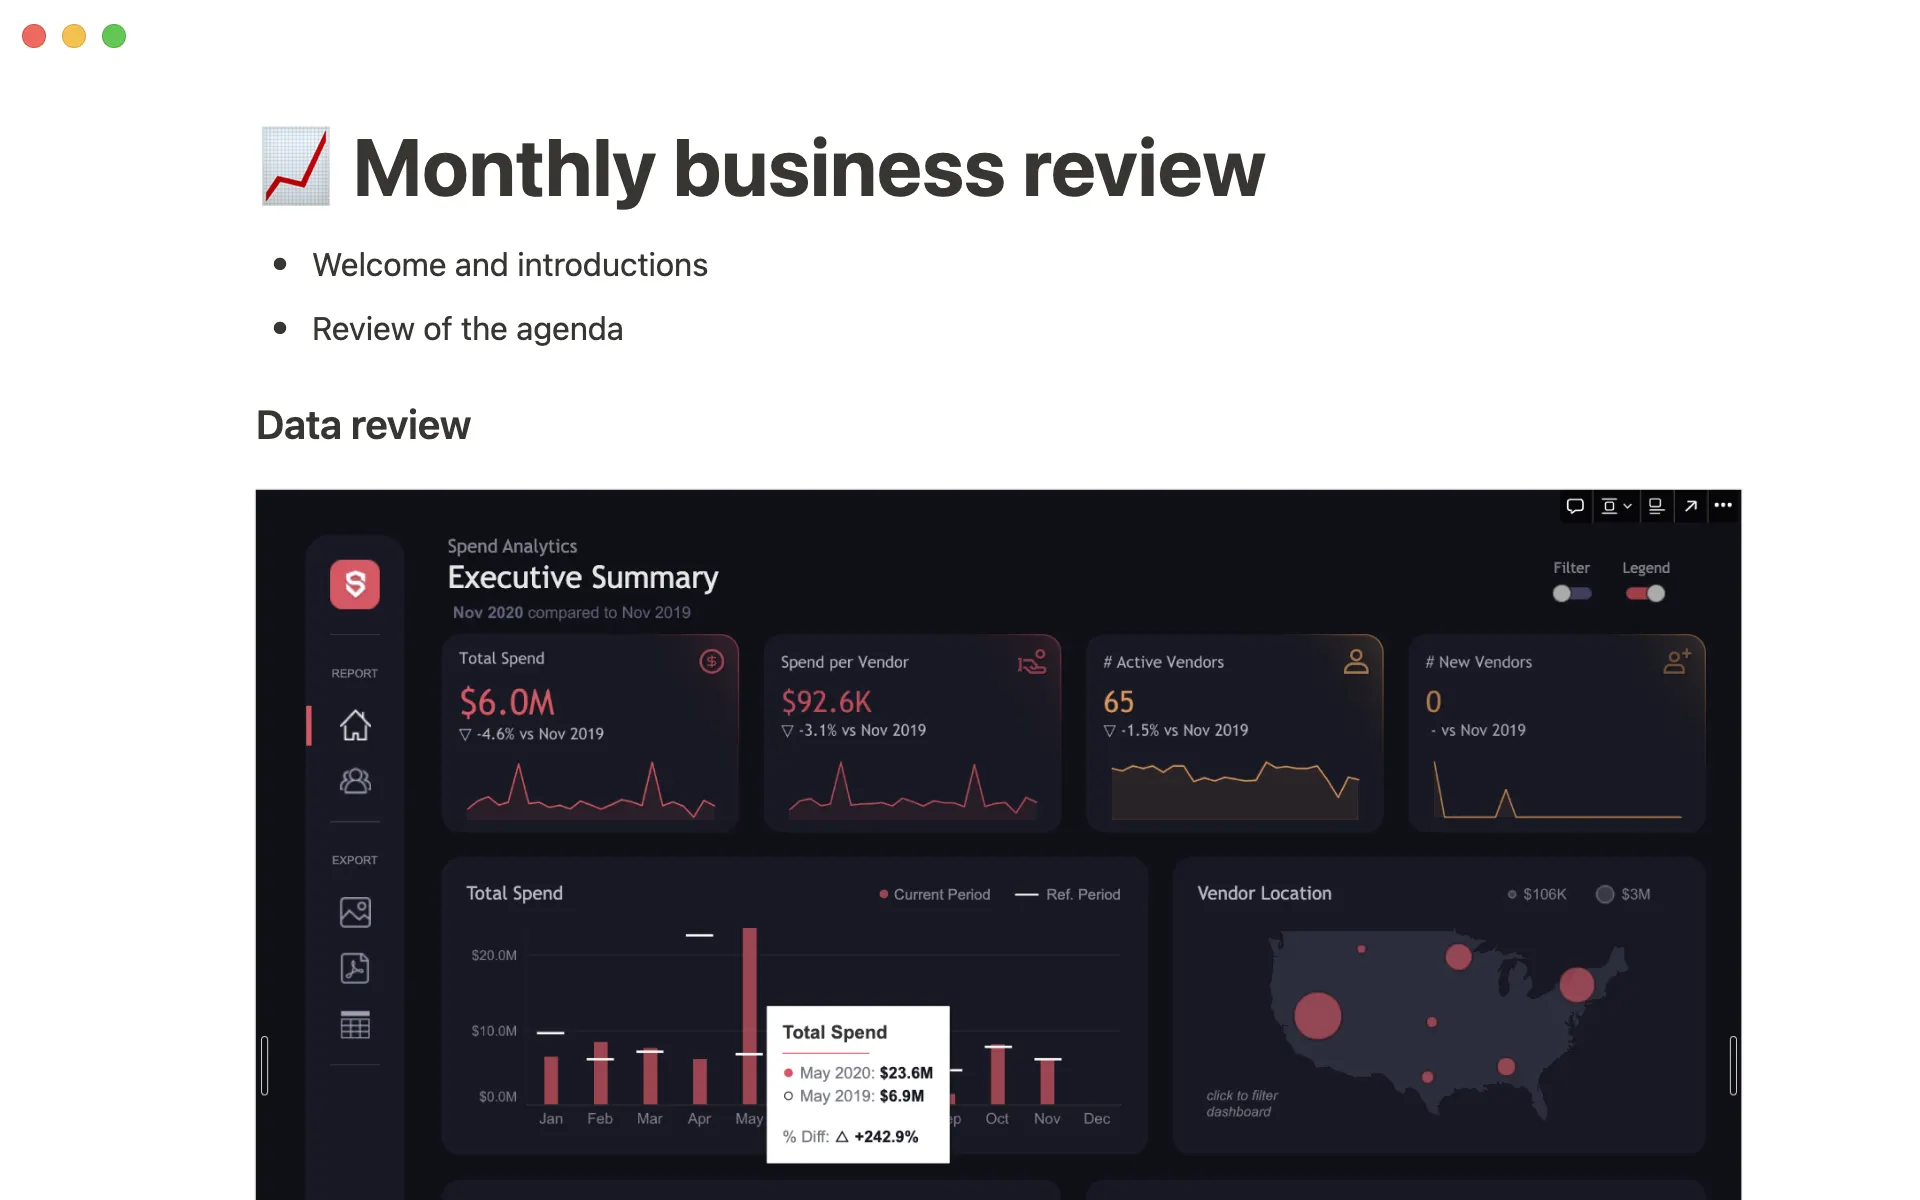 Monthly business review
• Welcome and introductions
• Review of the agenda
Data review
Spend Analytics
Executive Summary
Nov 2020 compared to Nov 2019
Filter
Legend
REPORT
EXPORT
Total Spend
$6.0M
▽ -4.6% vs Nov 2019
Spend per Vendor
$92.6K
▽ -3.1% vs Nov 2019
# Active Vendors
65
▽ -1.5% vs Nov 2019
# New Vendors
0
- vs Nov 2019
Total Spend
Current Period
Ref. Period
$20.0M
$10.0M
$0.0M
Jan Feb Mar Apr May
Oct Nov Dec
Total Spend
May 2020: $23.6M
May 2019: $6.9M
% Diff: △ +242.9%
Vendor Location
$106K
$3M
click to filter
dashboard